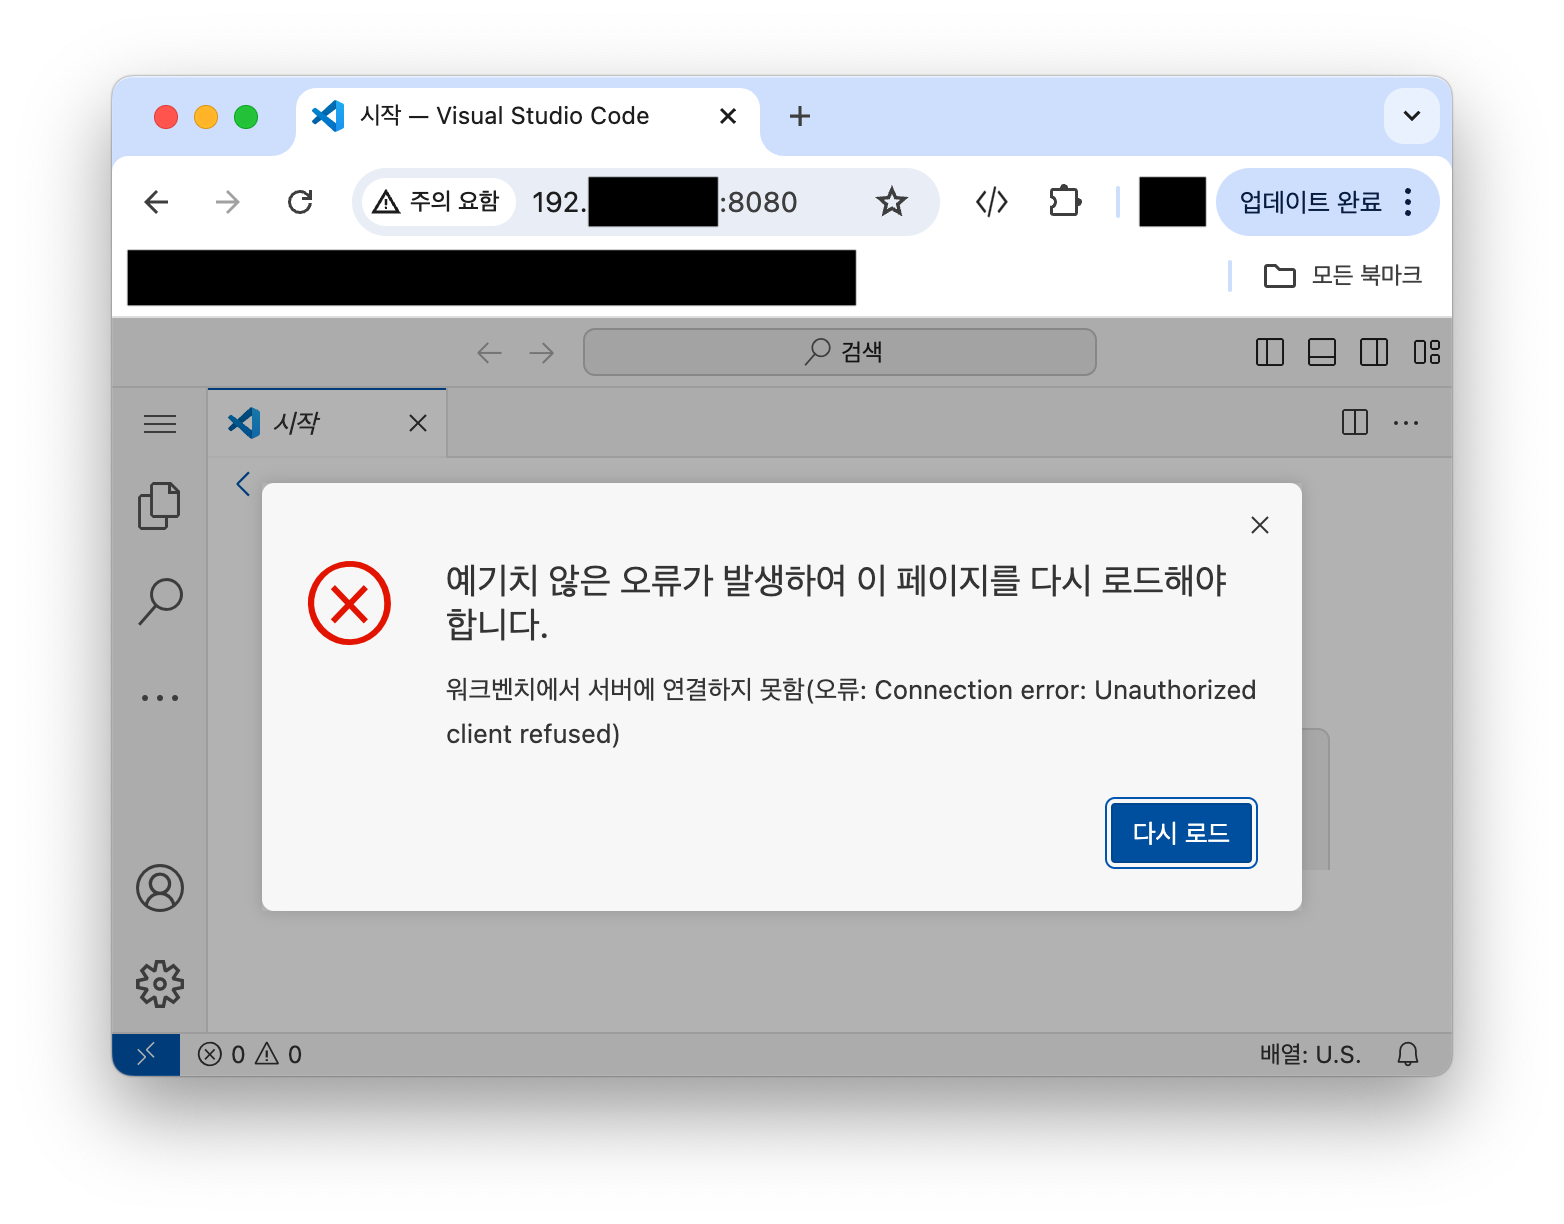 시작 — Visual Studio Code
주의 요함 192. :8080 업데이트 완료
모든 북마크
검색
시작
예기치 않은 오류가 발생하여 이 페이지를 다시 로드해야
합니다.
워크벤치에서 서버에 연결하지 못함(오류: Connection error: Unauthorized
client refused)
다시 로드
0 0 배열: U.S.